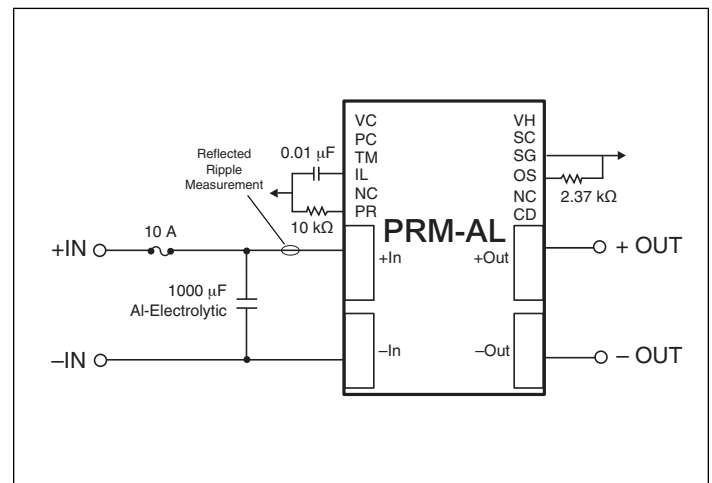 VC
PC
TM
IL
NC
PR
VH
SC
SG
OS
NC
CD
Reflected
Ripple
Measurement
0.01 μF
10 kΩ
2.37 kΩ
PRM-AL
10 A
+IN
+In
+Out
+ OUT
1000 μF
Al-Electrolytic
–IN
–In
–Out
– OUT